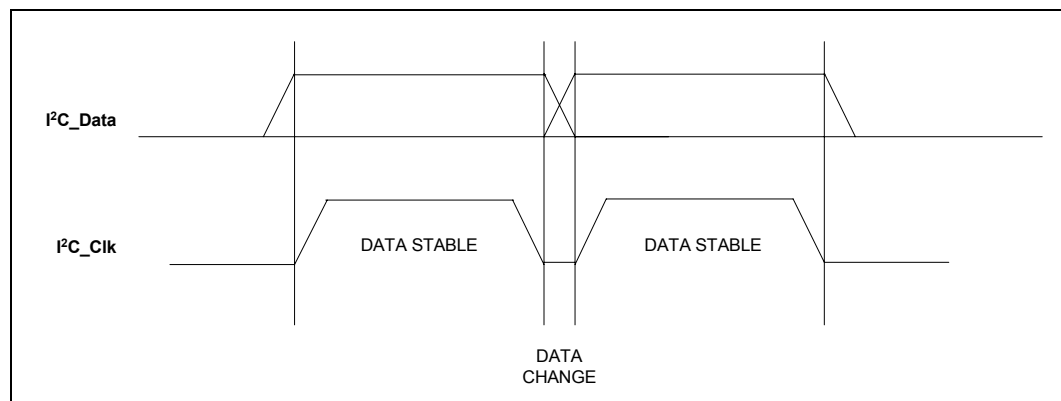 I²C_Data
I²C_Clk
DATA STABLE
DATA STABLE
DATA
CHANGE